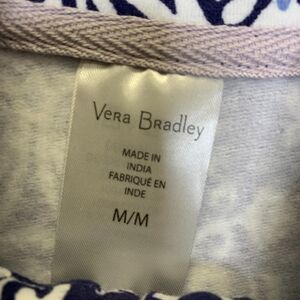 Vera Bradley
MADE IN
INDIA
FABRIQUÉ EN
INDE
M/M